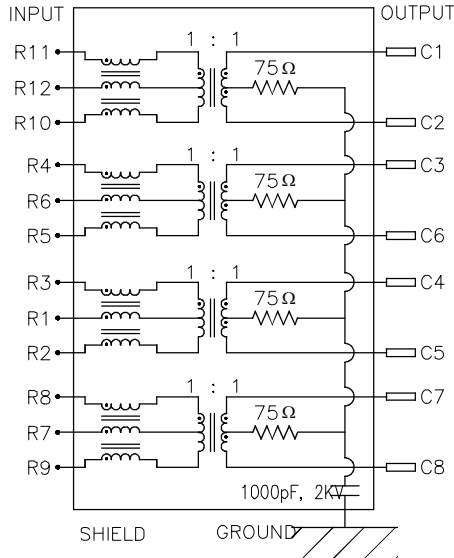 INPUT OUTPUT
R11 1 : 1 C1
75Ω
R12
R10 C2
R4 1 : 1 C3
75Ω
R6
R5 C6
R3 1 : 1 C4
75Ω
R1
R2 C5
R8 1 : 1 C7
75Ω
R7
R9 C8
1000pF, 2KV
SHIELD GROUND